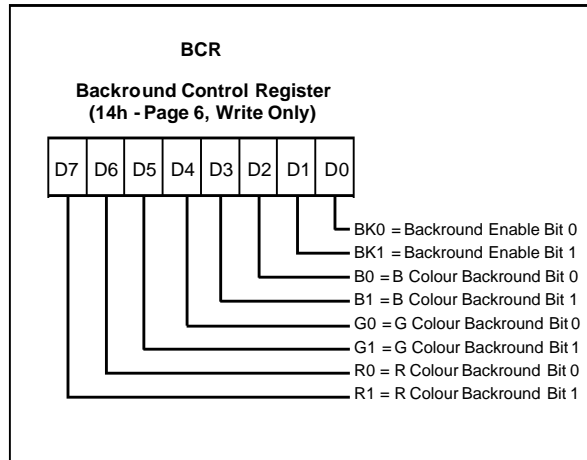 BCR
Backround Control Register
(14h - Page 6, Write Only)
D7 D6 D5 D4 D3 D2 D1 D0
BK0 = Backround Enable Bit 0
BK1 = Backround Enable Bit 1
B0 = B Colour Backround Bit 0
B1 = B Colour Backround Bit 1
G0 = G Colour Backround Bit 0
G1 = G Colour Backround Bit 1
R0 = R Colour Backround Bit 0
R1 = R Colour Backround Bit 1